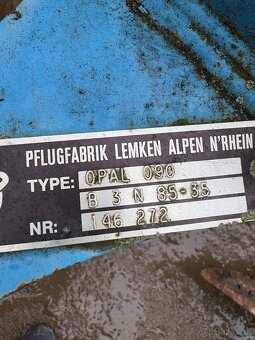 PFLUGFABRIK LEMKEN ALPEN N'RHEIN
TYPE: OPAL 090
B 3 N 85-35
NR: 146 272